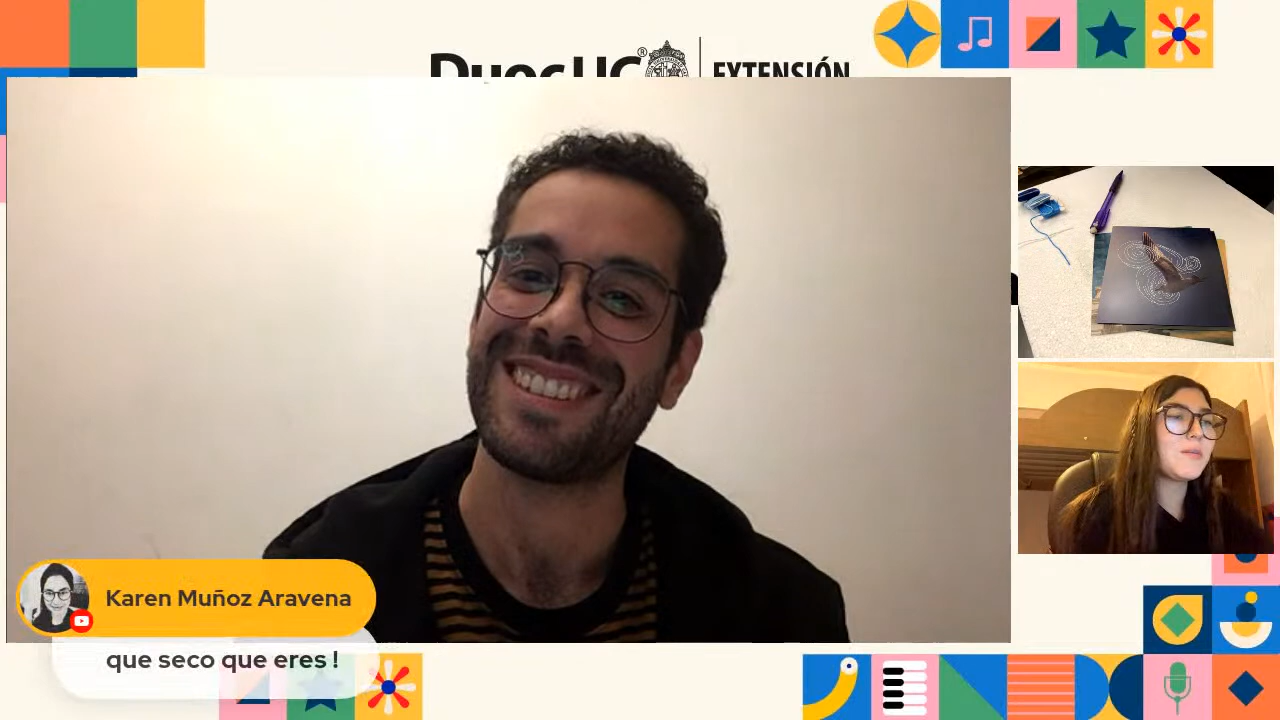 DuocUC® EXTENSIÓN
Karen Muñoz Aravena
que seco que eres !